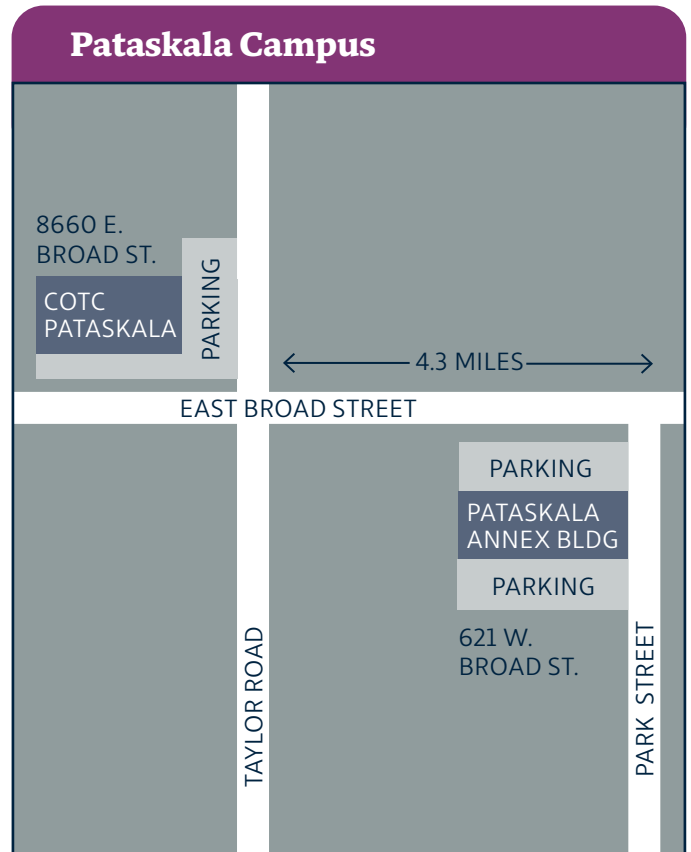 Pataskala Campus
8660 E.
BROAD ST.
COTC
PATASKALA
PARKING
4.3 MILES
EAST BROAD STREET
PARKING
PATASKALA
ANNEX BLDG
PARKING
621 W.
BROAD ST.
TAYLOR ROAD
PARK STREET